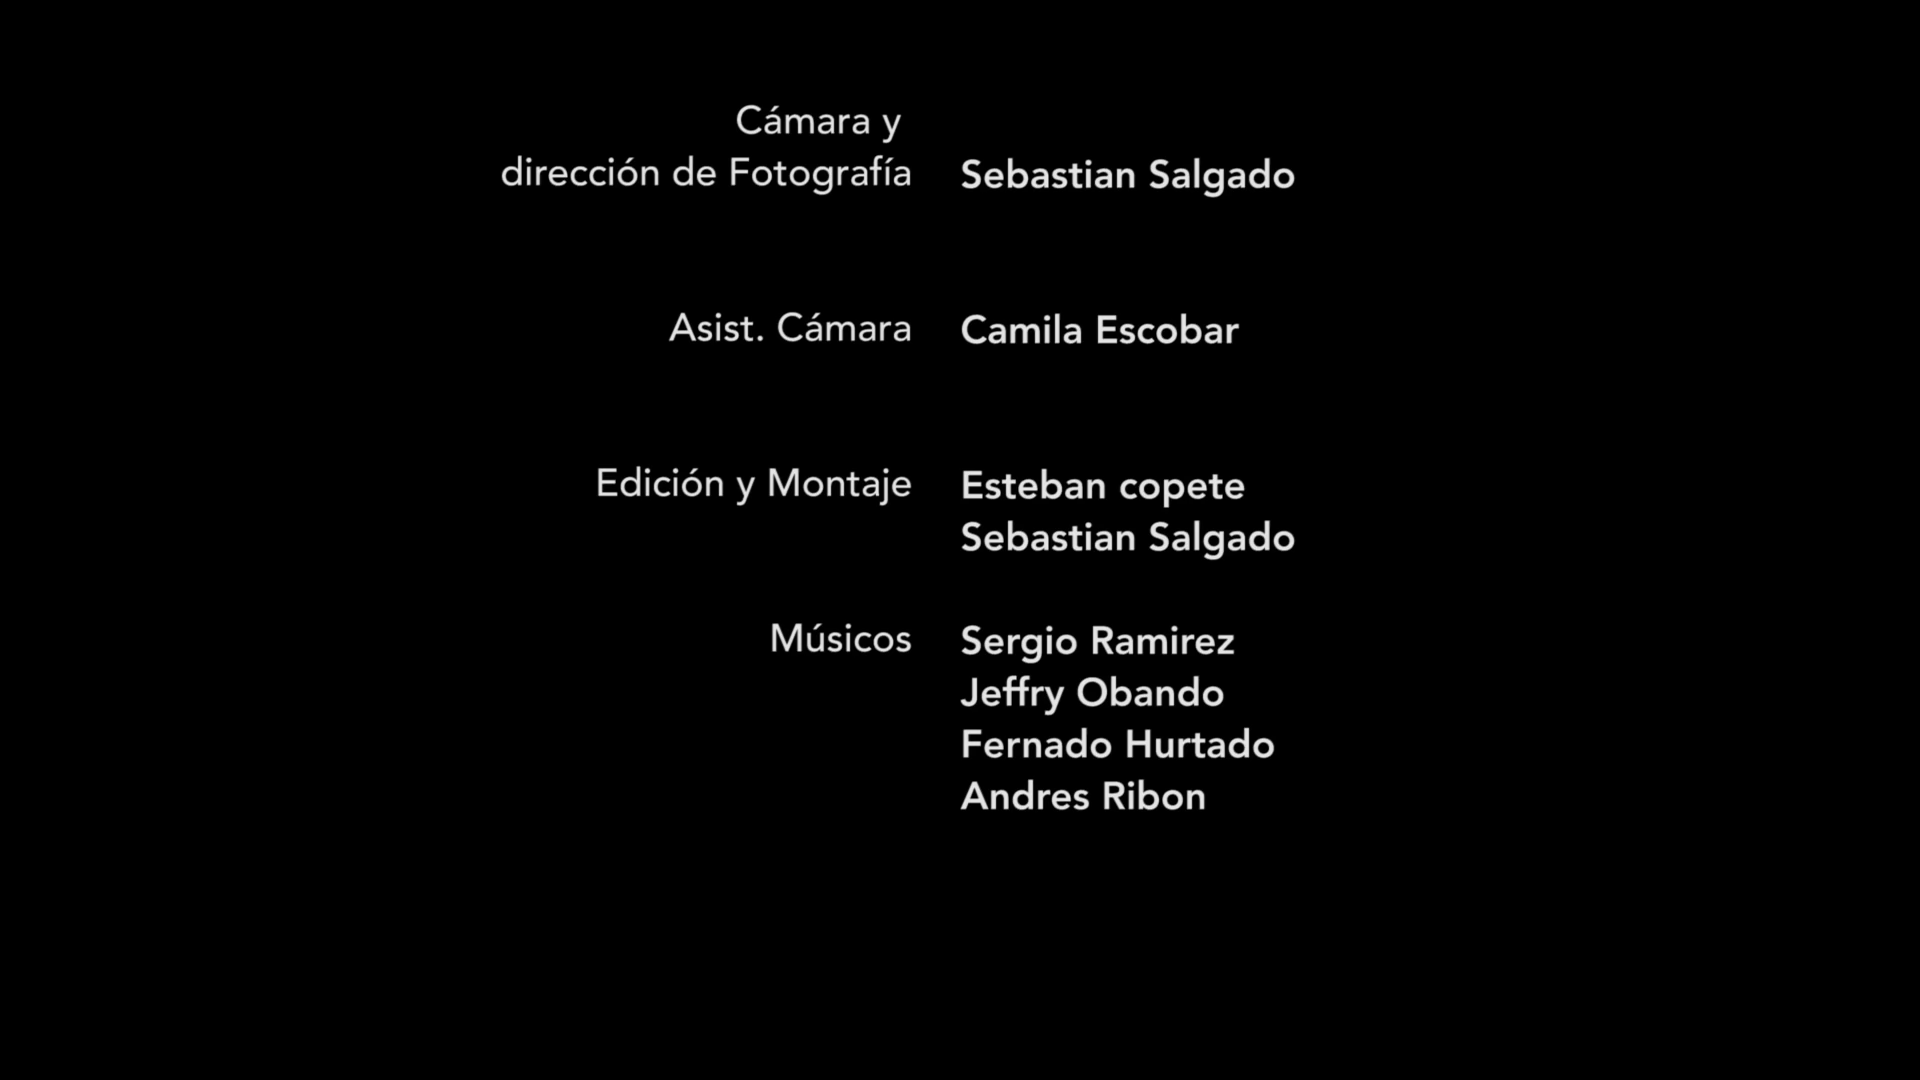 Cámara y
dirección de Fotografía Sebastian Salgado
Asist. Cámara Camila Escobar
Edición y Montaje Esteban copete
Sebastian Salgado
Músicos Sergio Ramirez
Jeffry Obando
Fernado Hurtado
Andres Ribon